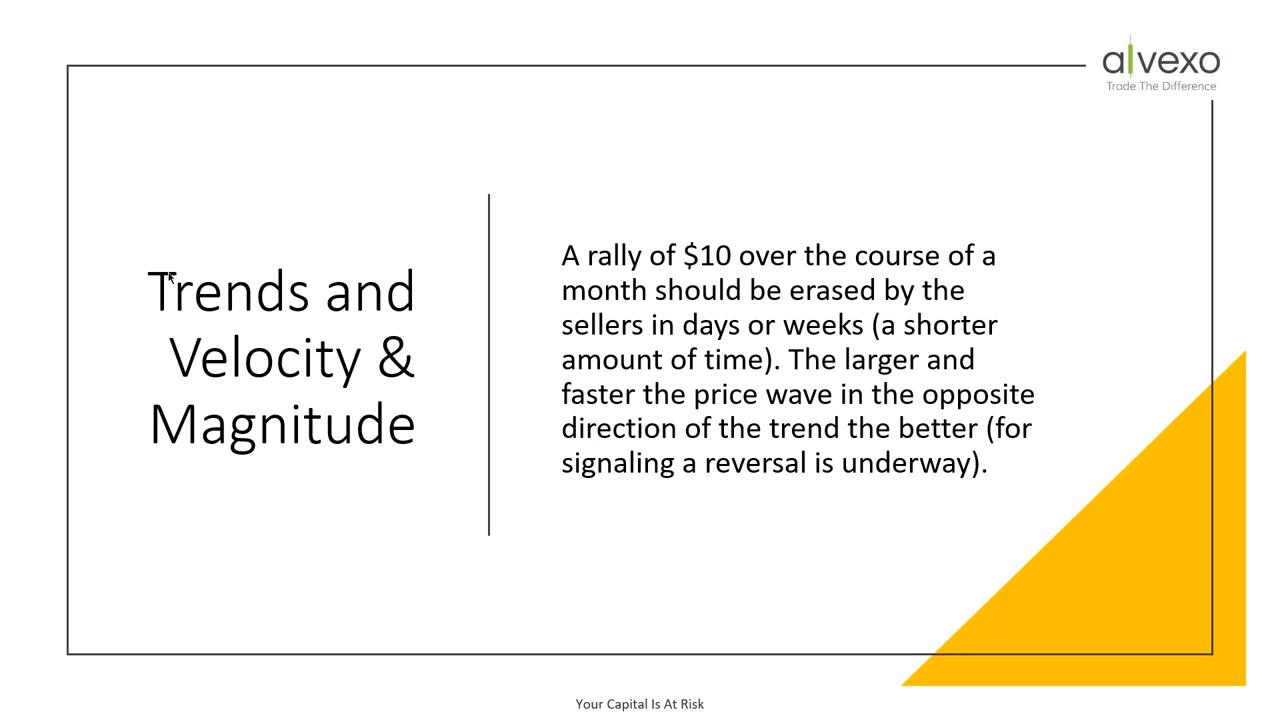 alvexo
Trade The Difference
Trends and
Velocity &
Magnitude
A rally of $10 over the course of a
month should be erased by the
sellers in days or weeks (a shorter
amount of time). The larger and
faster the price wave in the opposite
direction of the trend the better (for
signaling a reversal is underway).
Your Capital Is At Risk